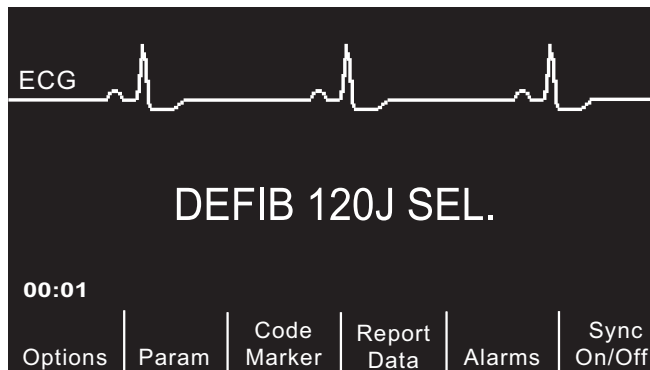 ECG
DEFIB 120J SEL.
00:01
Options Param Code Marker Report Data Alarms Sync On/Off